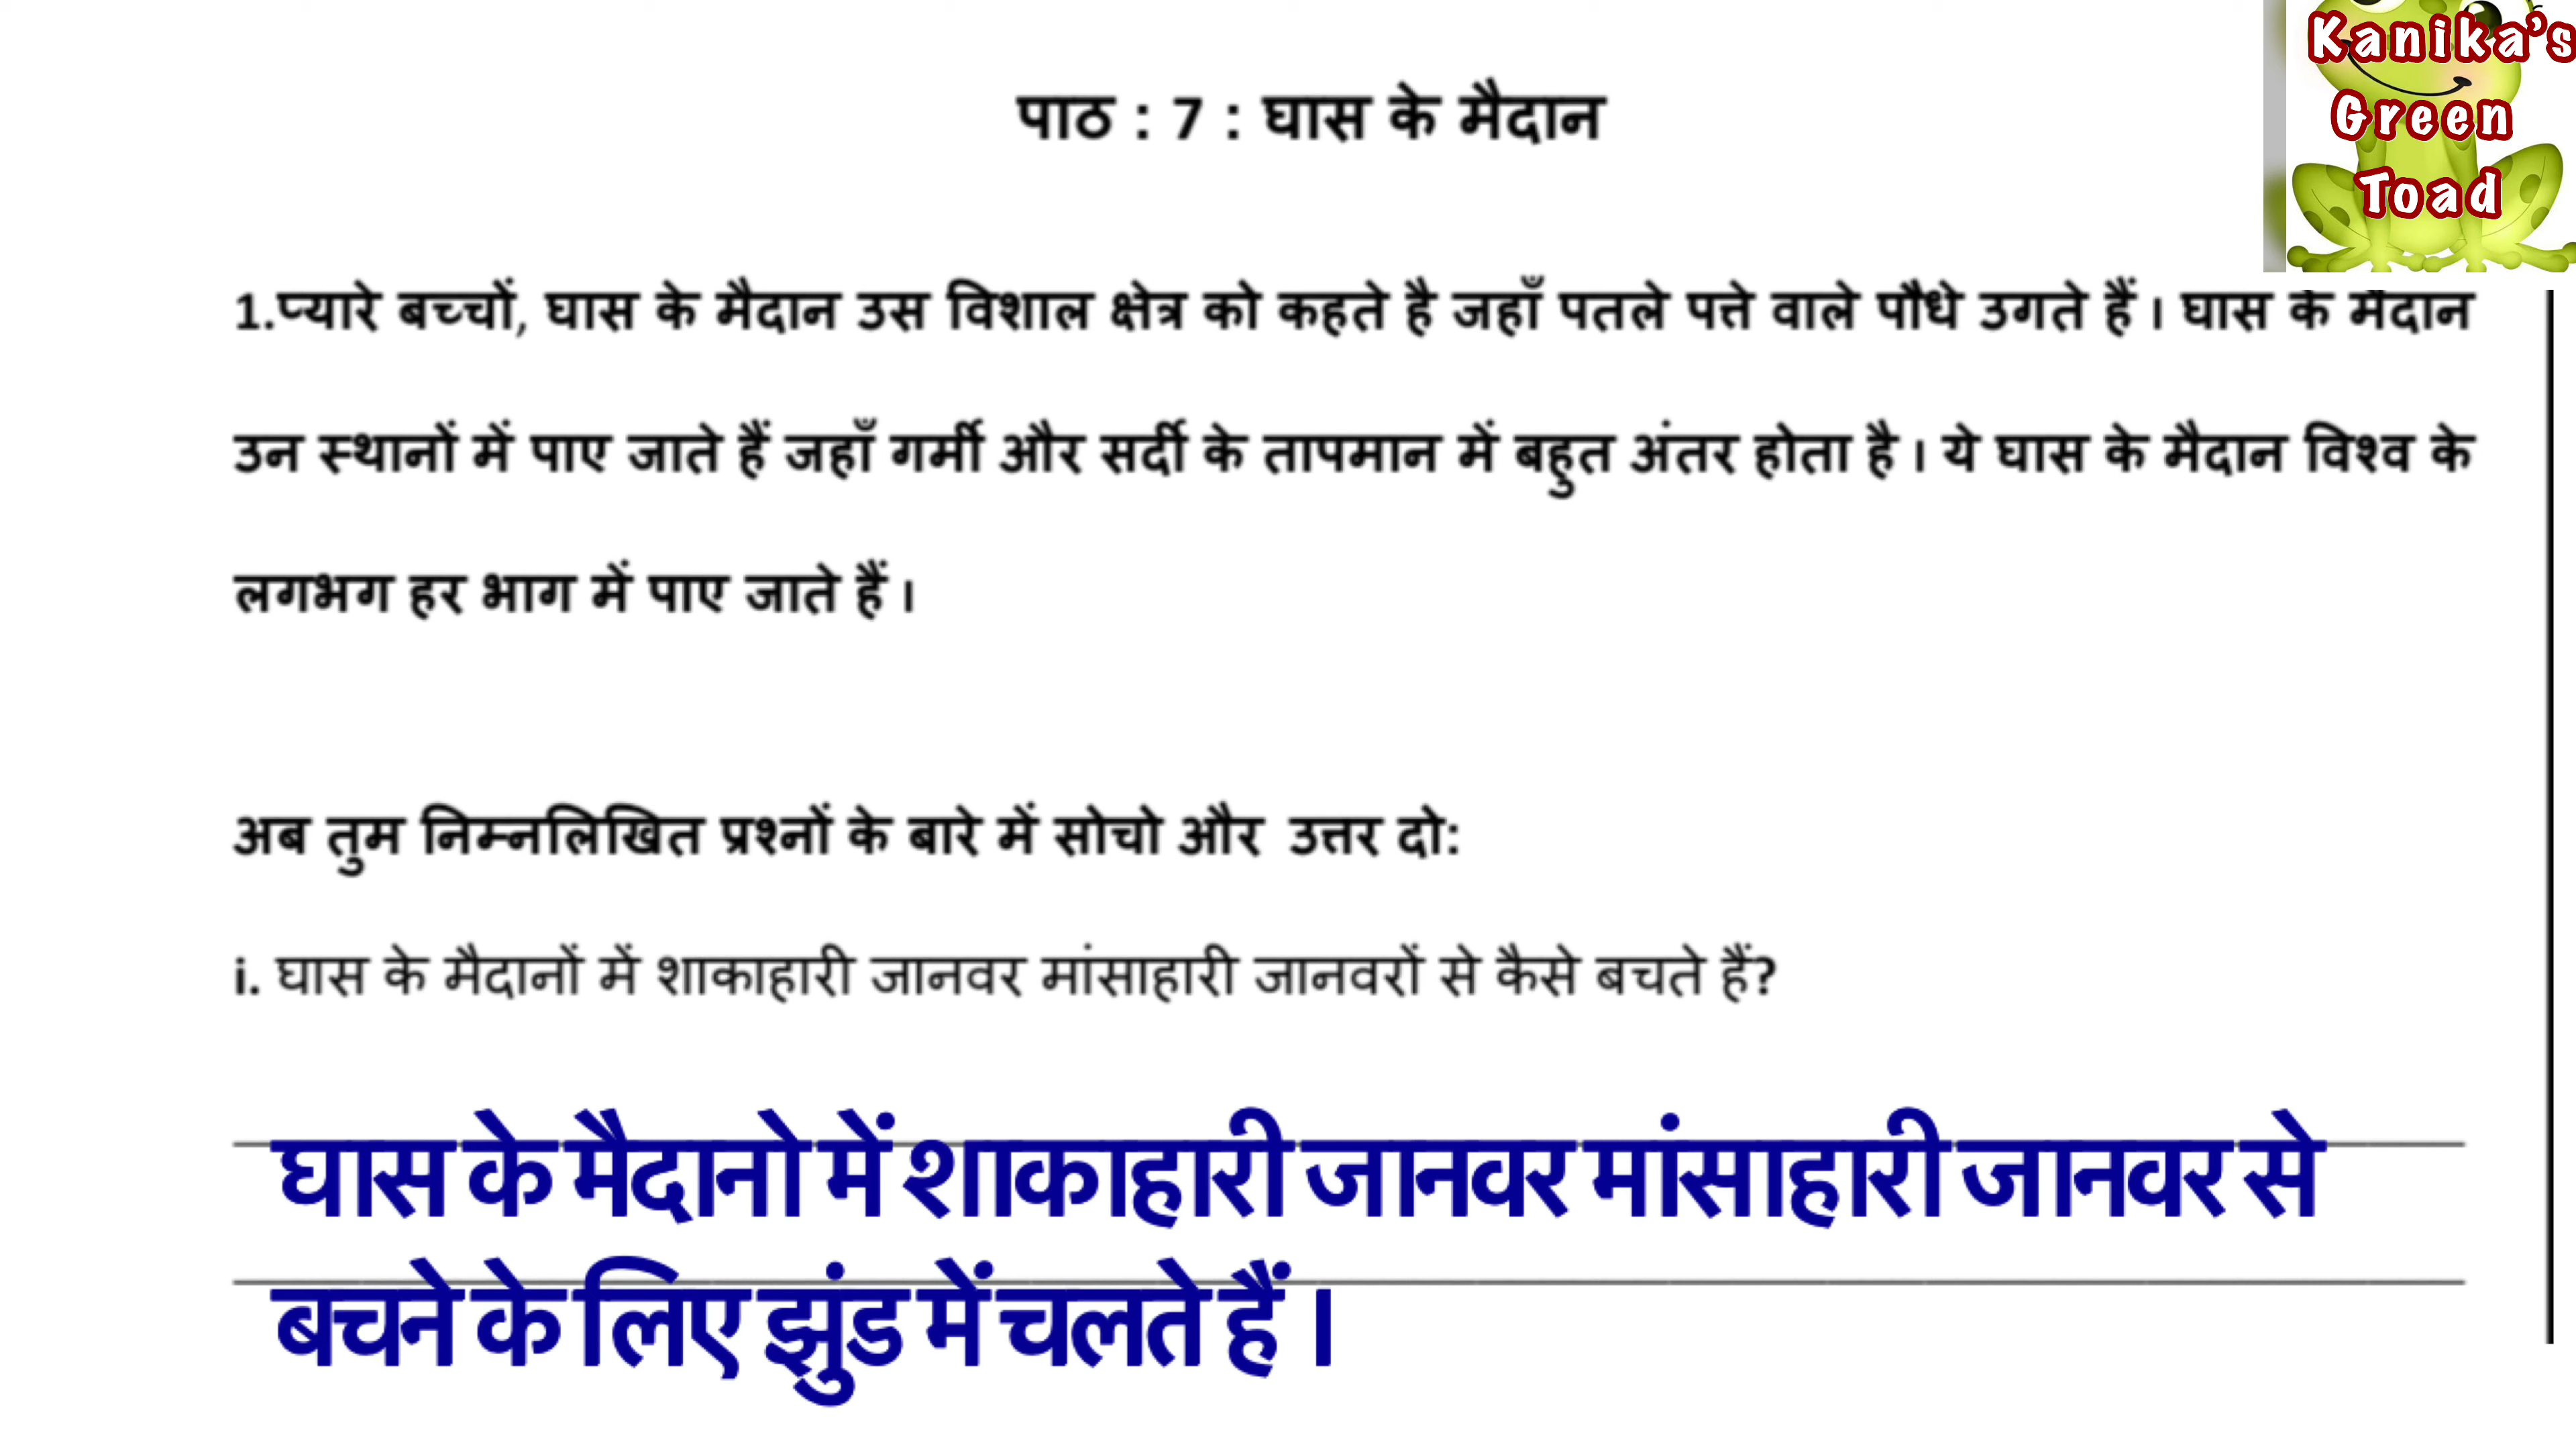 Kanika's
Green
Toad
पाठ : 7 : घास के मैदान
1.प्यारे बच्चों, घास के मैदान उस विशाल क्षेत्र को कहते है जहाँ पतले पत्ते वाले पौधे उगते हैं । घास के मैदान
उन स्थानों में पाए जाते हैं जहाँ गर्मी और सर्दी के तापमान में बहुत अंतर होता है । ये घास के मैदान विश्व के
लगभग हर भाग में पाए जाते हैं ।
अब तुम निम्नलिखित प्रश्नों के बारे में सोचो और उत्तर दो:
i. घास के मैदानों में शाकाहारी जानवर मांसाहारी जानवरों से कैसे बचते हैं?
घास के मैदानो में शाकाहारी जानवर मांसाहारी जानवर से
बचने के लिए झुंड में चलते हैं ।